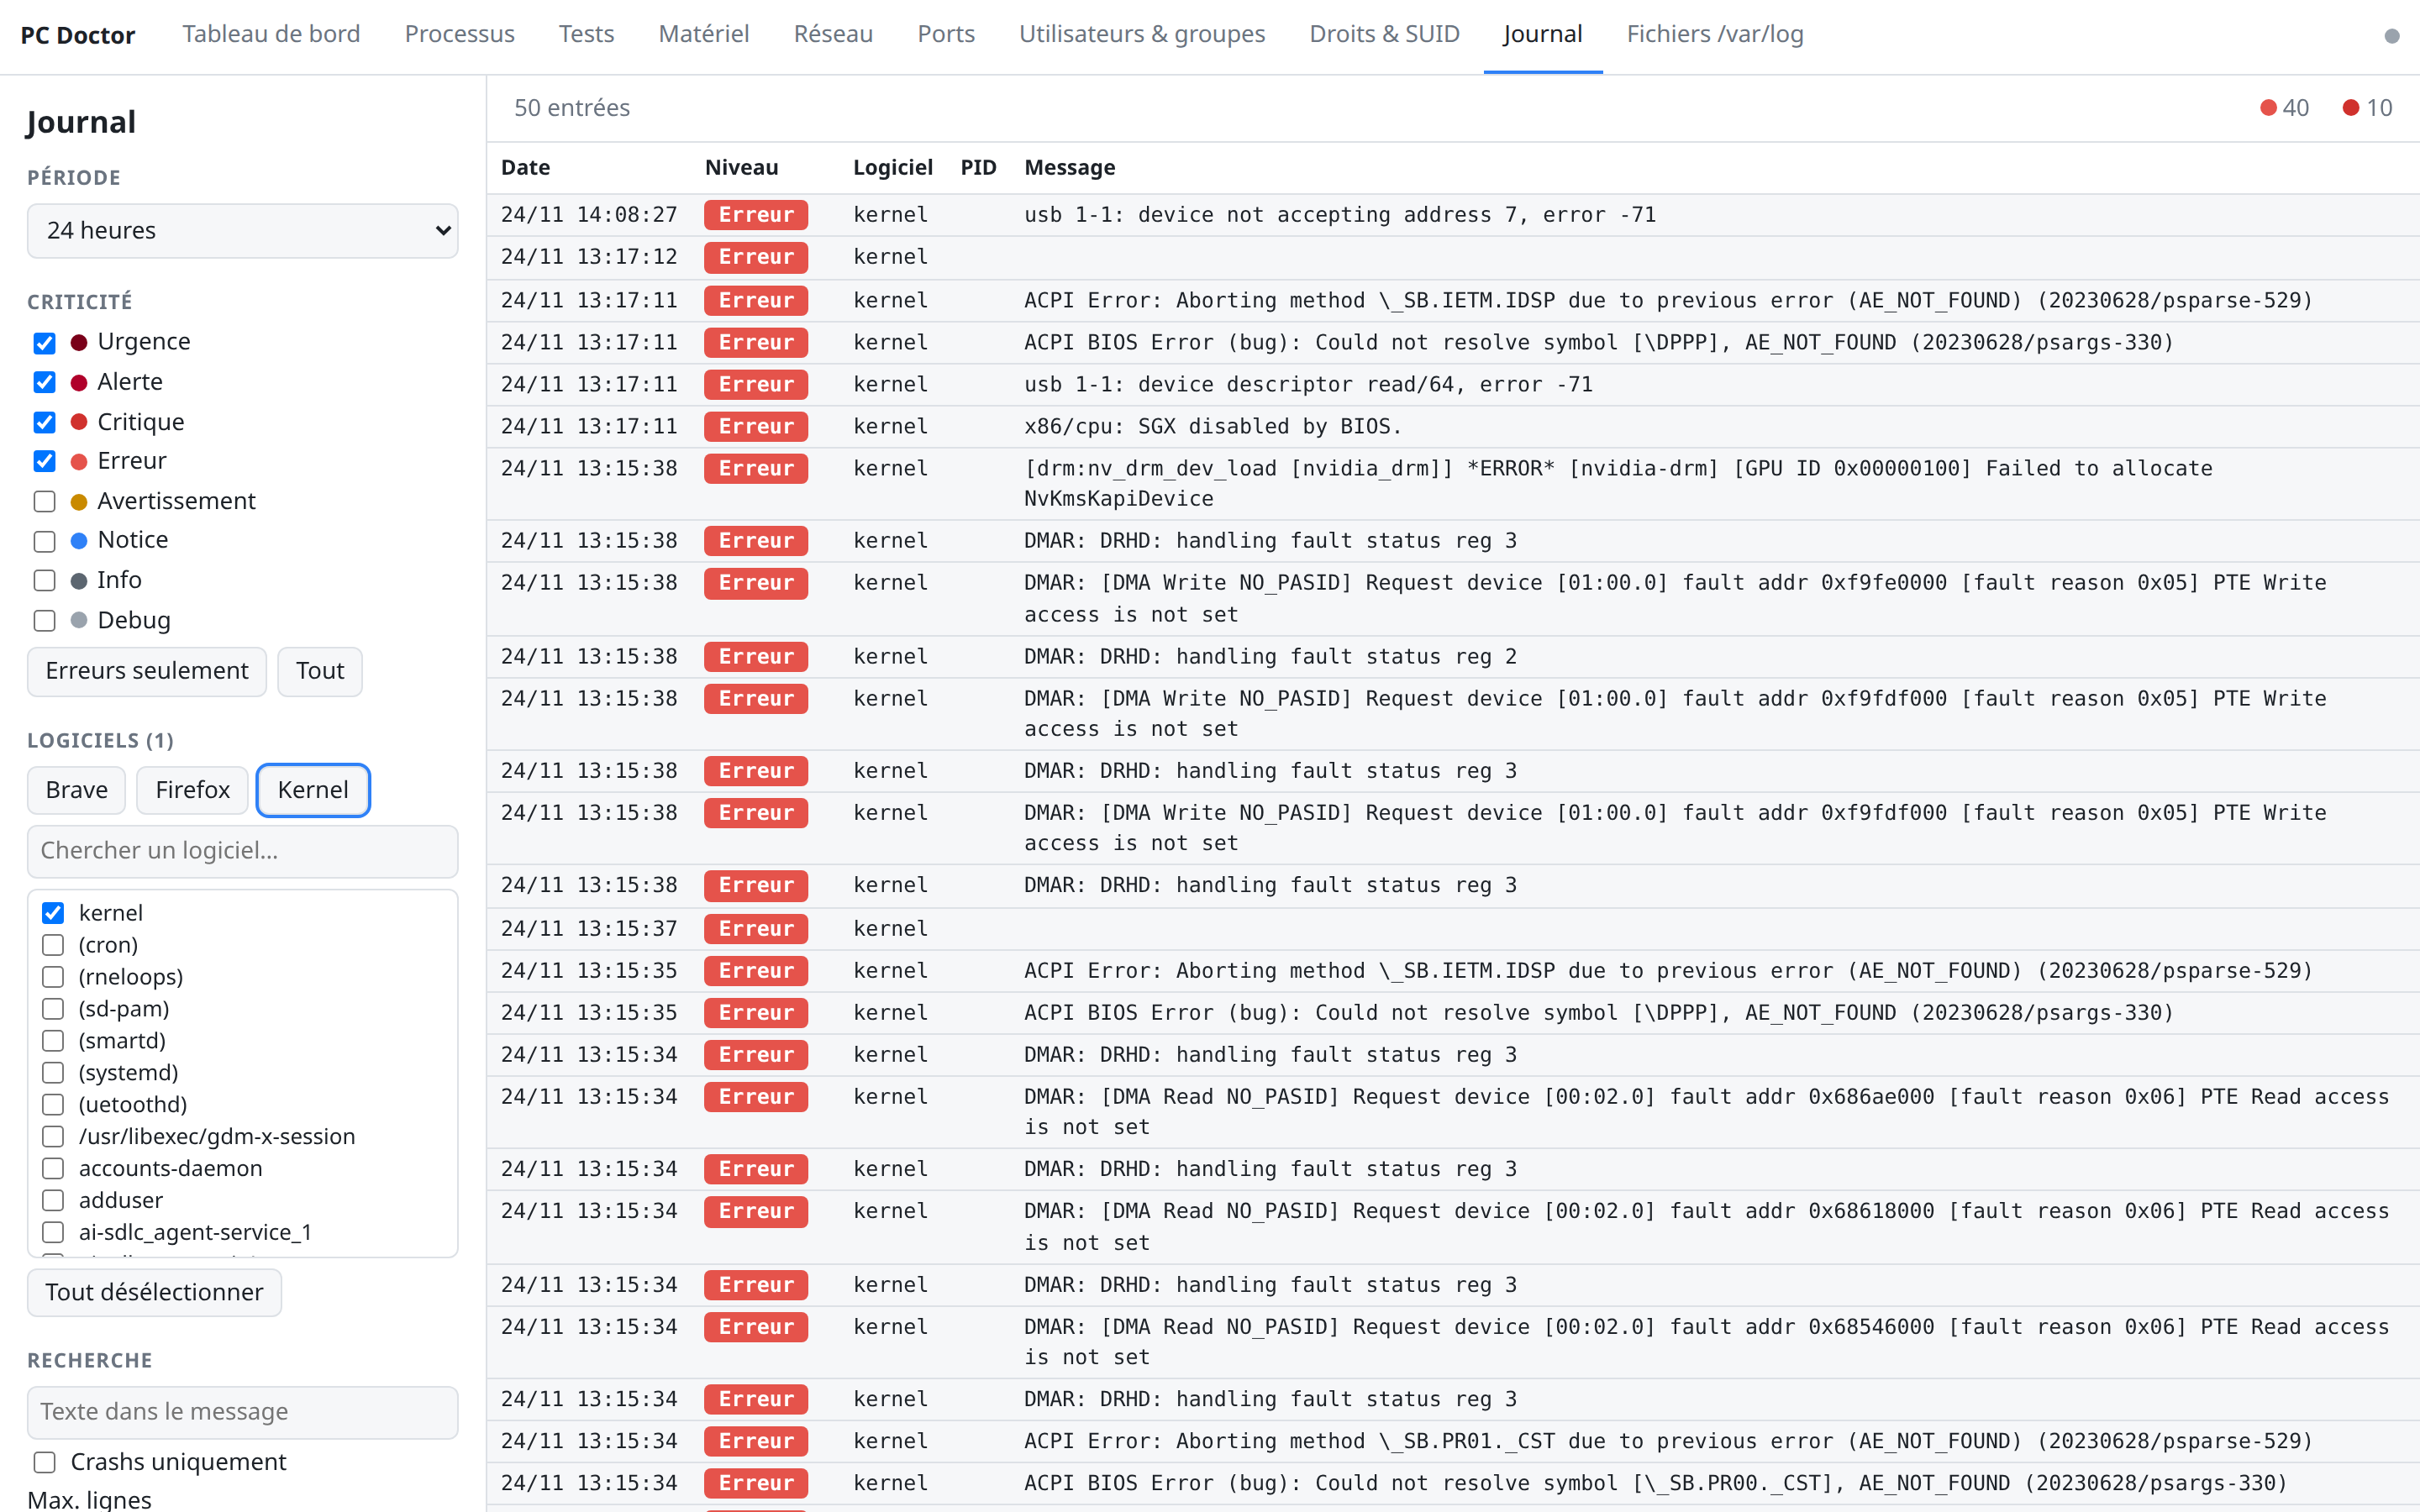 PC Doctor Tableau de bord Processus Tests Matériel Réseau Ports Utilisateurs & groupes Droits & SUID Journal Fichiers /var/log
Journal
PÉRIODE
24 heures
CRITICITÉ
Urgence
Alerte
Critique
Erreur
Avertissement
Notice
Info
Debug
Erreurs seulement Tout
LOGICIELS (1)
Brave Firefox Kernel
Chercher un logiciel...
kernel
(cron)
(rneloops)
(sd-pam)
(smartd)
(systemd)
(uetoothd)
/usr/libexec/gdm-x-session
accounts-daemon
adduser
ai-sdlc_agent-service_1
Tout désélectionner
RECHERCHE
Texte dans le message
Crashs uniquement
Max. lignes
50 entrées 40 10
Date Niveau Logiciel PID Message
24/11 14:08:27 Erreur kernel usb 1-1: device not accepting address 7, error -71
24/11 13:17:12 Erreur kernel
24/11 13:17:11 Erreur kernel ACPI Error: Aborting method \_SB.IETM.IDSP due to previous error (AE_NOT_FOUND) (20230628/psparse-529)
24/11 13:17:11 Erreur kernel ACPI BIOS Error (bug): Could not resolve symbol [\DPPP], AE_NOT_FOUND (20230628/psargs-330)
24/11 13:17:11 Erreur kernel usb 1-1: device descriptor read/64, error -71
24/11 13:17:11 Erreur kernel x86/cpu: SGX disabled by BIOS.
24/11 13:15:38 Erreur kernel [drm:nv_drm_dev_load [nvidia_drm]] *ERROR* [nvidia-drm] [GPU ID 0x00000100] Failed to allocate
NvKmsKapiDevice
24/11 13:15:38 Erreur kernel DMAR: DRHD: handling fault status reg 3
24/11 13:15:38 Erreur kernel DMAR: [DMA Write NO_PASID] Request device [01:00.0] fault addr 0xf9fe0000 [fault reason 0x05] PTE Write
access is not set
24/11 13:15:38 Erreur kernel DMAR: DRHD: handling fault status reg 2
24/11 13:15:38 Erreur kernel DMAR: [DMA Write NO_PASID] Request device [01:00.0] fault addr 0xf9fdf000 [fault reason 0x05] PTE Write
access is not set
24/11 13:15:38 Erreur kernel DMAR: DRHD: handling fault status reg 3
24/11 13:15:38 Erreur kernel DMAR: [DMA Write NO_PASID] Request device [01:00.0] fault addr 0xf9fdf000 [fault reason 0x05] PTE Write
access is not set
24/11 13:15:38 Erreur kernel DMAR: DRHD: handling fault status reg 3
24/11 13:15:37 Erreur kernel
24/11 13:15:35 Erreur kernel ACPI Error: Aborting method \_SB.IETM.IDSP due to previous error (AE_NOT_FOUND) (20230628/psparse-529)
24/11 13:15:35 Erreur kernel ACPI BIOS Error (bug): Could not resolve symbol [\DPPP], AE_NOT_FOUND (20230628/psargs-330)
24/11 13:15:34 Erreur kernel DMAR: DRHD: handling fault status reg 3
24/11 13:15:34 Erreur kernel DMAR: [DMA Read NO_PASID] Request device [00:02.0] fault addr 0x686ae000 [fault reason 0x06] PTE Read access
is not set
24/11 13:15:34 Erreur kernel DMAR: DRHD: handling fault status reg 3
24/11 13:15:34 Erreur kernel DMAR: [DMA Read NO_PASID] Request device [00:02.0] fault addr 0x68618000 [fault reason 0x06] PTE Read access
is not set
24/11 13:15:34 Erreur kernel DMAR: DRHD: handling fault status reg 3
24/11 13:15:34 Erreur kernel DMAR: [DMA Read NO_PASID] Request device [00:02.0] fault addr 0x68546000 [fault reason 0x06] PTE Read access
is not set
24/11 13:15:34 Erreur kernel DMAR: DRHD: handling fault status reg 3
24/11 13:15:34 Erreur kernel ACPI Error: Aborting method \_SB.PR01._CST due to previous error (AE_NOT_FOUND) (20230628/psparse-529)
24/11 13:15:34 Erreur kernel ACPI BIOS Error (bug): Could not resolve symbol [\_SB.PR00._CST], AE_NOT_FOUND (20230628/psargs-330)